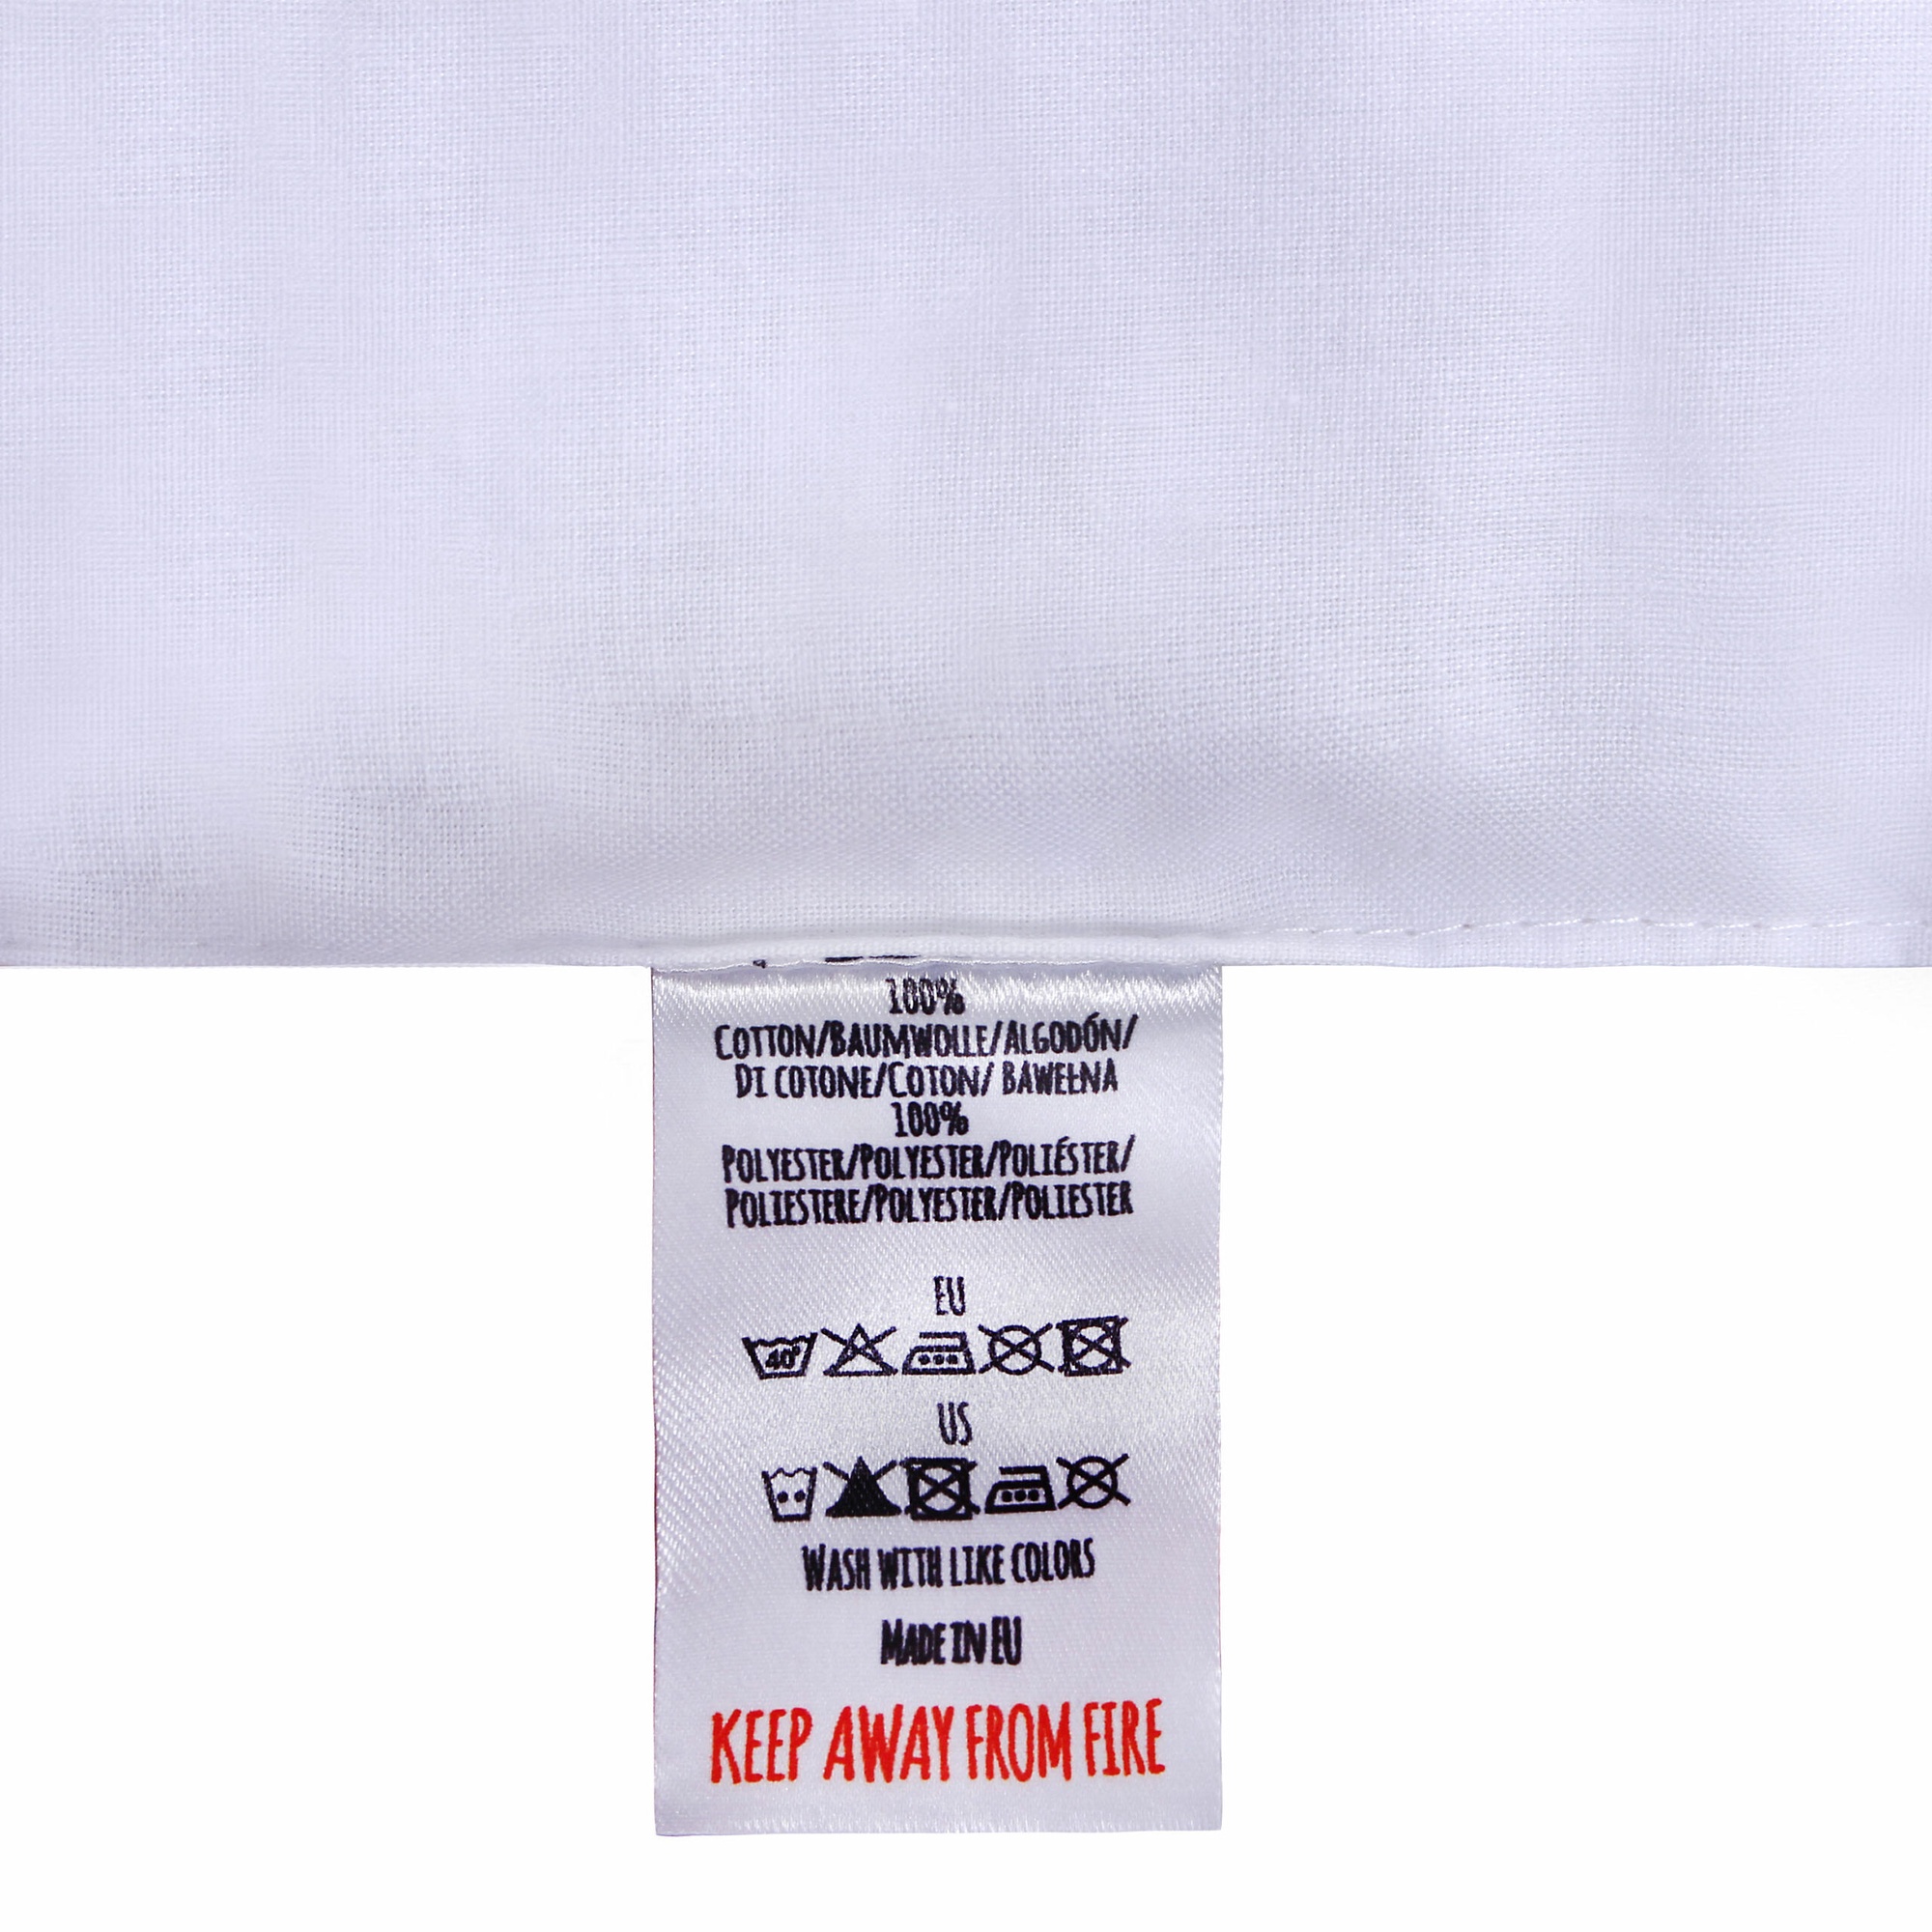 100%
COTTON/BAUMWOLLE/ALGODÓN/
DI COTONE/COTON/ BAWEŁNA
100%
POLYESTER/POLYESTER/POLIÉSTER/
POLIESTERE/POLYESTER/POLIESTER
EU
40°
US
WASH WITH LIKE COLORS
MADE IN EU
KEEP AWAY FROM FIRE